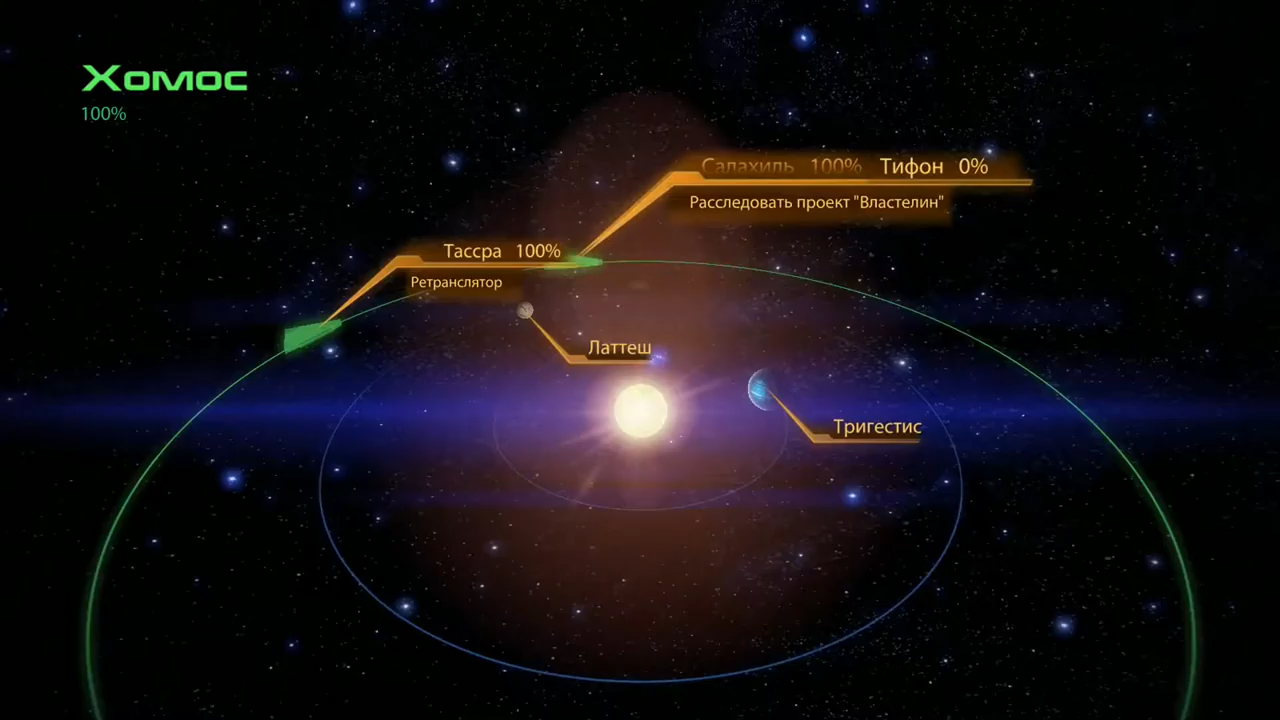 Хомос
100%
Салахиль 100% Тифон 0%
Расследовать проект "Властелин"
Тассра 100%
Ретранслятор
Латтеш
Тригестис